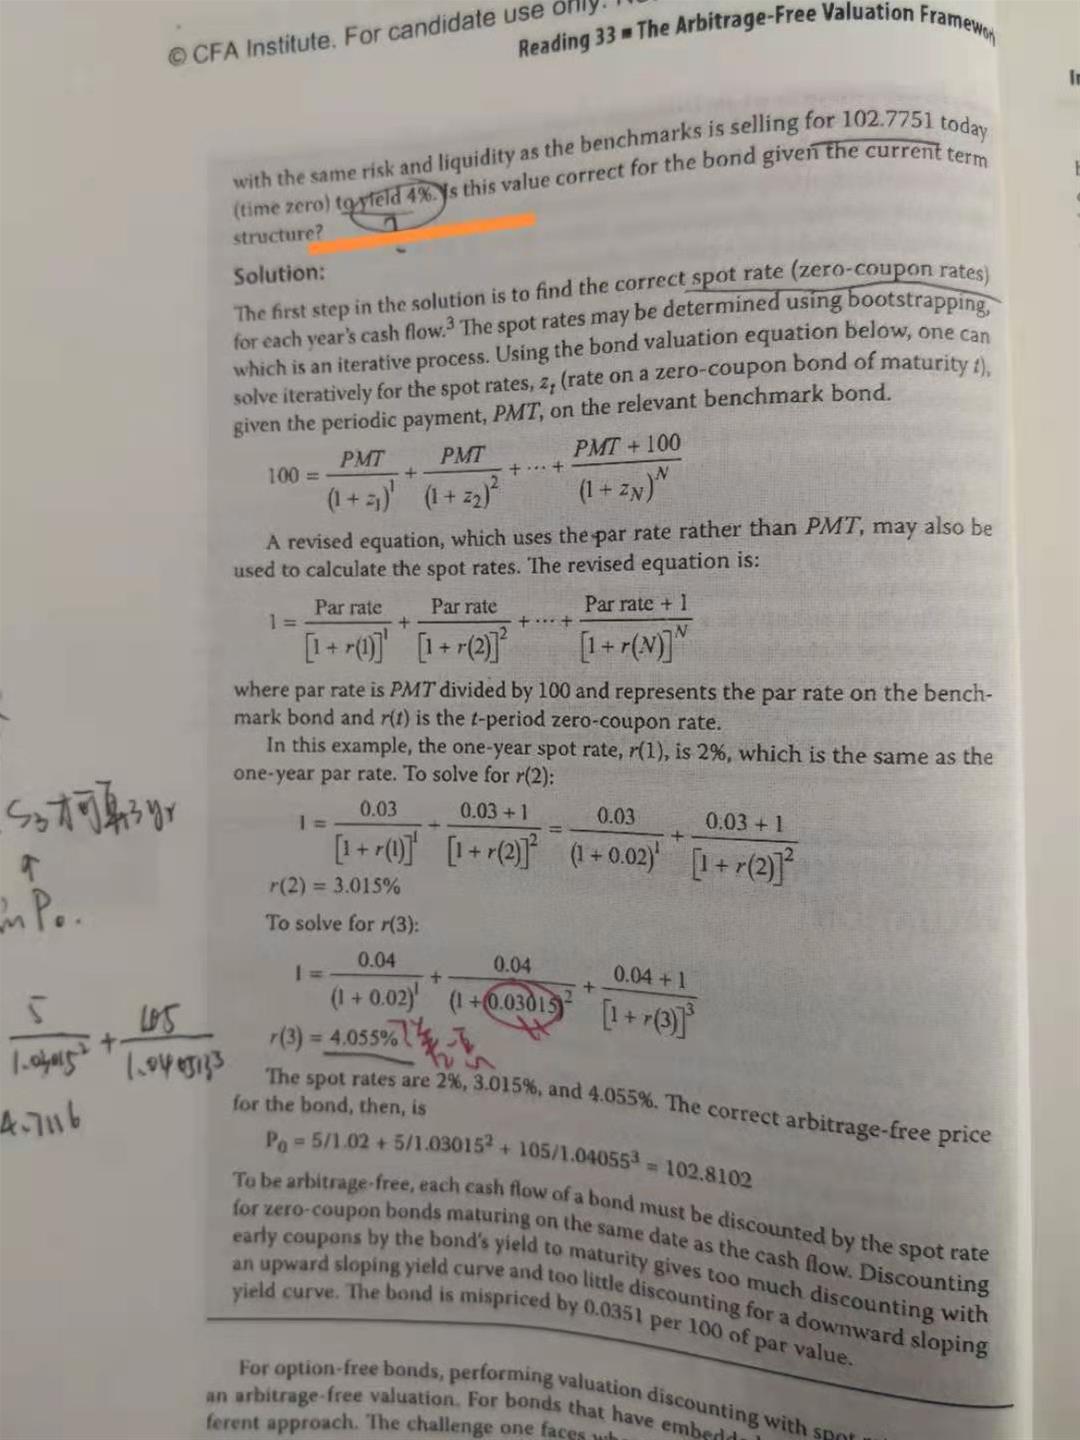 © CFA Institute. For candidate use only.
Reading 33 ■ The Arbitrage-Free Valuation Framework
with the same risk and liquidity as the benchmarks is selling for 102.7751 today
(time zero) to yield 4%. Is this value correct for the bond given the current term
structure?
Solution:
The first step in the solution is to find the correct spot rate (zero-coupon rates)
for each year's cash flow.³ The spot rates may be determined using bootstrapping,
which is an iterative process. Using the bond valuation equation below, one can
solve iteratively for the spot rates, z_t (rate on a zero-coupon bond of maturity t),
given the periodic payment, PMT, on the relevant benchmark bond.
100 = PMT/(1 + z₁)¹ + PMT/(1 + z₂)² + ⋯ + (PMT + 100)/(1 + z_N)^N
A revised equation, which uses the par rate rather than PMT, may also be
used to calculate the spot rates. The revised equation is:
1 = Par rate/[1 + r(1)]¹ + Par rate/[1 + r(2)]² + ⋯ + (Par rate + 1)/[1 + r(N)]^N
where par rate is PMT divided by 100 and represents the par rate on the bench-
mark bond and r(t) is the t-period zero-coupon rate.
In this example, the one-year spot rate, r(1), is 2%, which is the same as the
one-year par rate. To solve for r(2):
1 = 0.03/[1 + r(1)]¹ + (0.03 + 1)/[1 + r(2)]² = 0.03/(1 + 0.02)¹ + (0.03 + 1)/[1 + r(2)]²
r(2) = 3.015%
To solve for r(3):
1 = 0.04/(1 + 0.02)¹ + 0.04/(1 + 0.03015)² + (0.04 + 1)/[1 + r(3)]³
r(3) = 4.055%
The spot rates are 2%, 3.015%, and 4.055%. The correct arbitrage-free price
for the bond, then, is
P₀ = 5/1.02 + 5/1.03015² + 105/1.04055³ = 102.8102
To be arbitrage-free, each cash flow of a bond must be discounted by the spot rate
for zero-coupon bonds maturing on the same date as the cash flow. Discounting
early coupons by the bond's yield to maturity gives too much discounting with
an upward sloping yield curve and too little discounting for a downward sloping
yield curve. The bond is mispriced by 0.0351 per 100 of par value.
For option-free bonds, performing valuation discounting with spot
an arbitrage-free valuation. For bonds that have
ferent approach. The challenge one faces
S₃才可算3yr
in P₀.
5/1.03015² + 105/
4.7116